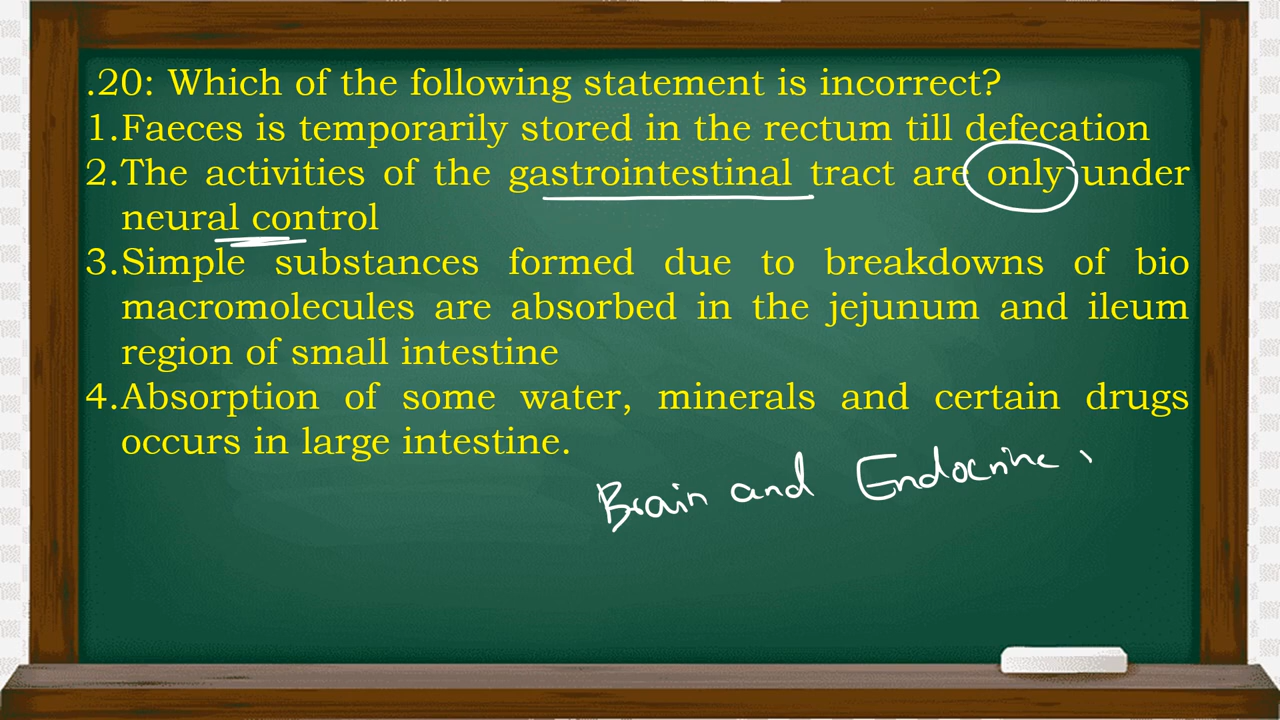 .20: Which of the following statement is incorrect?
1.Faeces is temporarily stored in the rectum till defecation
2.The activities of the gastrointestinal tract are only under
neural control
3.Simple substances formed due to breakdowns of bio
macromolecules are absorbed in the jejunum and ileum
region of small intestine
4.Absorption of some water, minerals and certain drugs
occurs in large intestine.
Brain and Endocrine